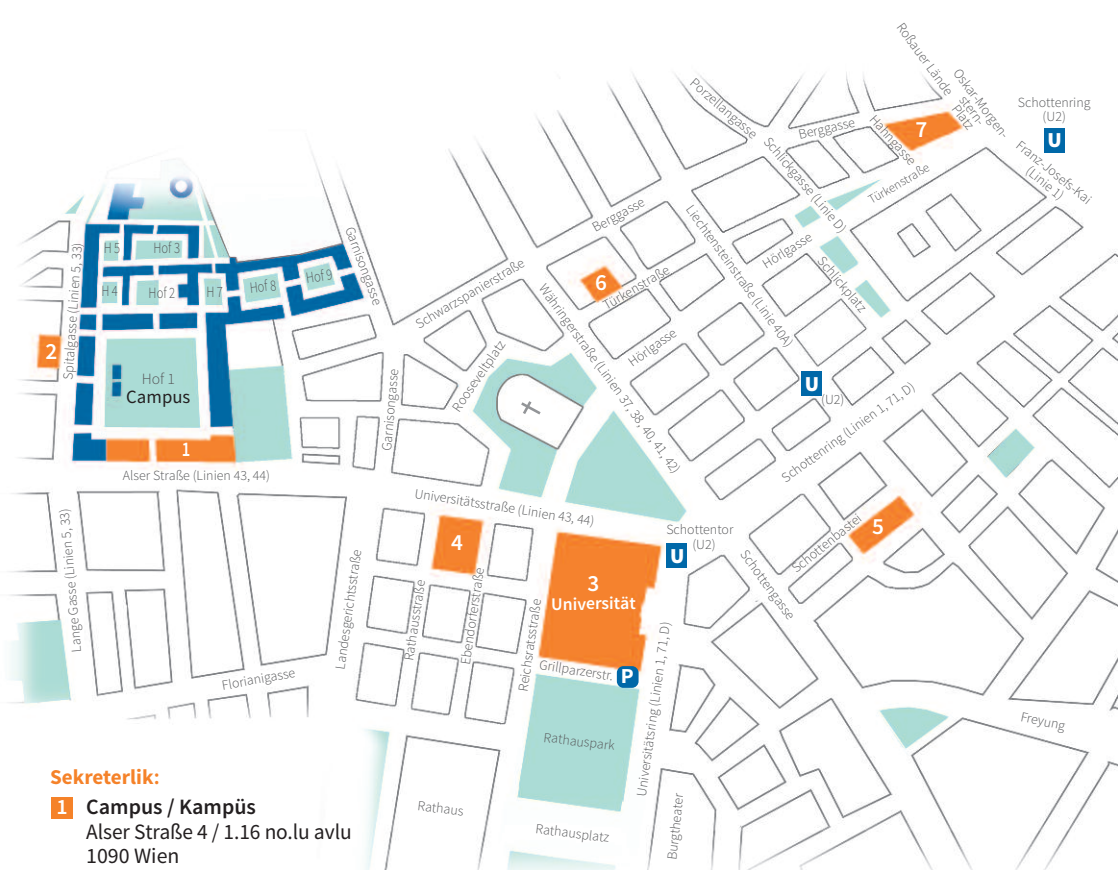 Roßauer Lände
Oskar-Morgen-
stern-
Platz
Schottenring
(U2)
U
Porzellangasse
Berggasse
Hahngasse
7
Franz-Josefs-Kai
(Linie 1)
Schlickgasse (Linie D)
Türkenstraße
Berggasse
Liechtensteinstraße (Linie 40A)
Hörlgasse
Schlickplatz
Garnisongasse
H 5
Hof 3
H 4
Hof 2
H 7
Hof 8
Hof 9
Spitalgasse (Linien 5, 33)
Schwarzspanierstraße
6
Türkenstraße
Währingerstraße (Linien 37, 38, 40, 41, 42)
Hörlgasse
2
Hof 1
Campus
Rooseveltplatz
Garnisongasse
U
(U2)
Schottenring (Linien 1, 71, D)
1
Alser Straße (Linien 43, 44)
Universitätsstraße (Linien 43, 44)
Schottentor
(U2)
U
5
Schottenbastei
Schottengasse
4
3
Universität
Lange Gasse (Linien 5, 33)
Landesgerichtsstraße
Rathausstraße
Ebendorferstraße
Reichsratsstraße
Grillparzerstr.
P
Universitätsring (Linien 1, 71, D)
Florianigasse
Freyung
Rathauspark
Rathaus
Rathausplatz
Burgtheater
Sekreterlik:
1 Campus / Kampüs
Alser Straße 4 / 1.16 no.lu avlu
1090 Wien